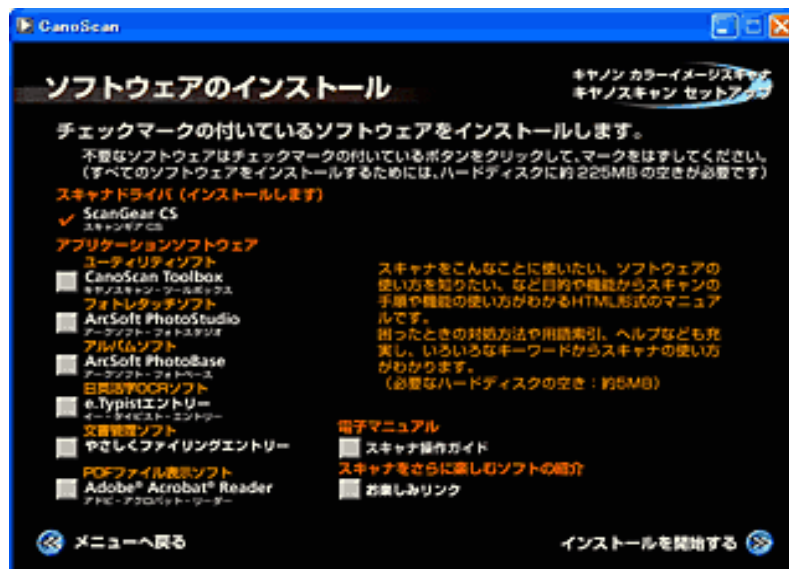 CanoScan
ソフトウェアのインストール
キヤノン カラーイメージスキャナ
キヤノスキャン セットアップ
チェックマークの付いているソフトウェアをインストールします。
不要なソフトウェアはチェックマークの付いているボタンをクリックして、マークをはずしてください。
(すべてのソフトウェアをインストールするためには、ハードディスクに約225MBの空きが必要です)
スキャナドライバ(インストールします)
ScanGear CS
スキャンギア CS
アプリケーションソフトウェア
ユーティリティソフト
CanoScan Toolbox
キヤノスキャン・ツールボックス
フォトレタッチソフト
ArcSoft PhotoStudio
アークソフト・フォトスタジオ
アルバムソフト
ArcSoft PhotoBase
アークソフト・フォトベース
日英活字OCRソフト
e.Typistエントリー
イー・タイピスト・エントリー
文書管理ソフト
やさしくファイリングエントリー
PDFファイル表示ソフト
Adobe® Acrobat® Reader
アドビ・アクロバット・リーダー
スキャナをこんなことに使いたい、ソフトウェアの
使い方を知りたい、など目的や機能からスキャンの
手順や機能の使い方がわかるHTML形式のマニュア
ルです。
困ったときの対処方法や用語索引、ヘルプなども充
実し、いろいろなキーワードからスキャナの使い方
がわかります。
(必要なハードディスクの空き:約5MB)
電子マニュアル
スキャナ操作ガイド
スキャナをさらに楽しむソフトの紹介
お楽しみリンク
メニューへ戻る
インストールを開始する